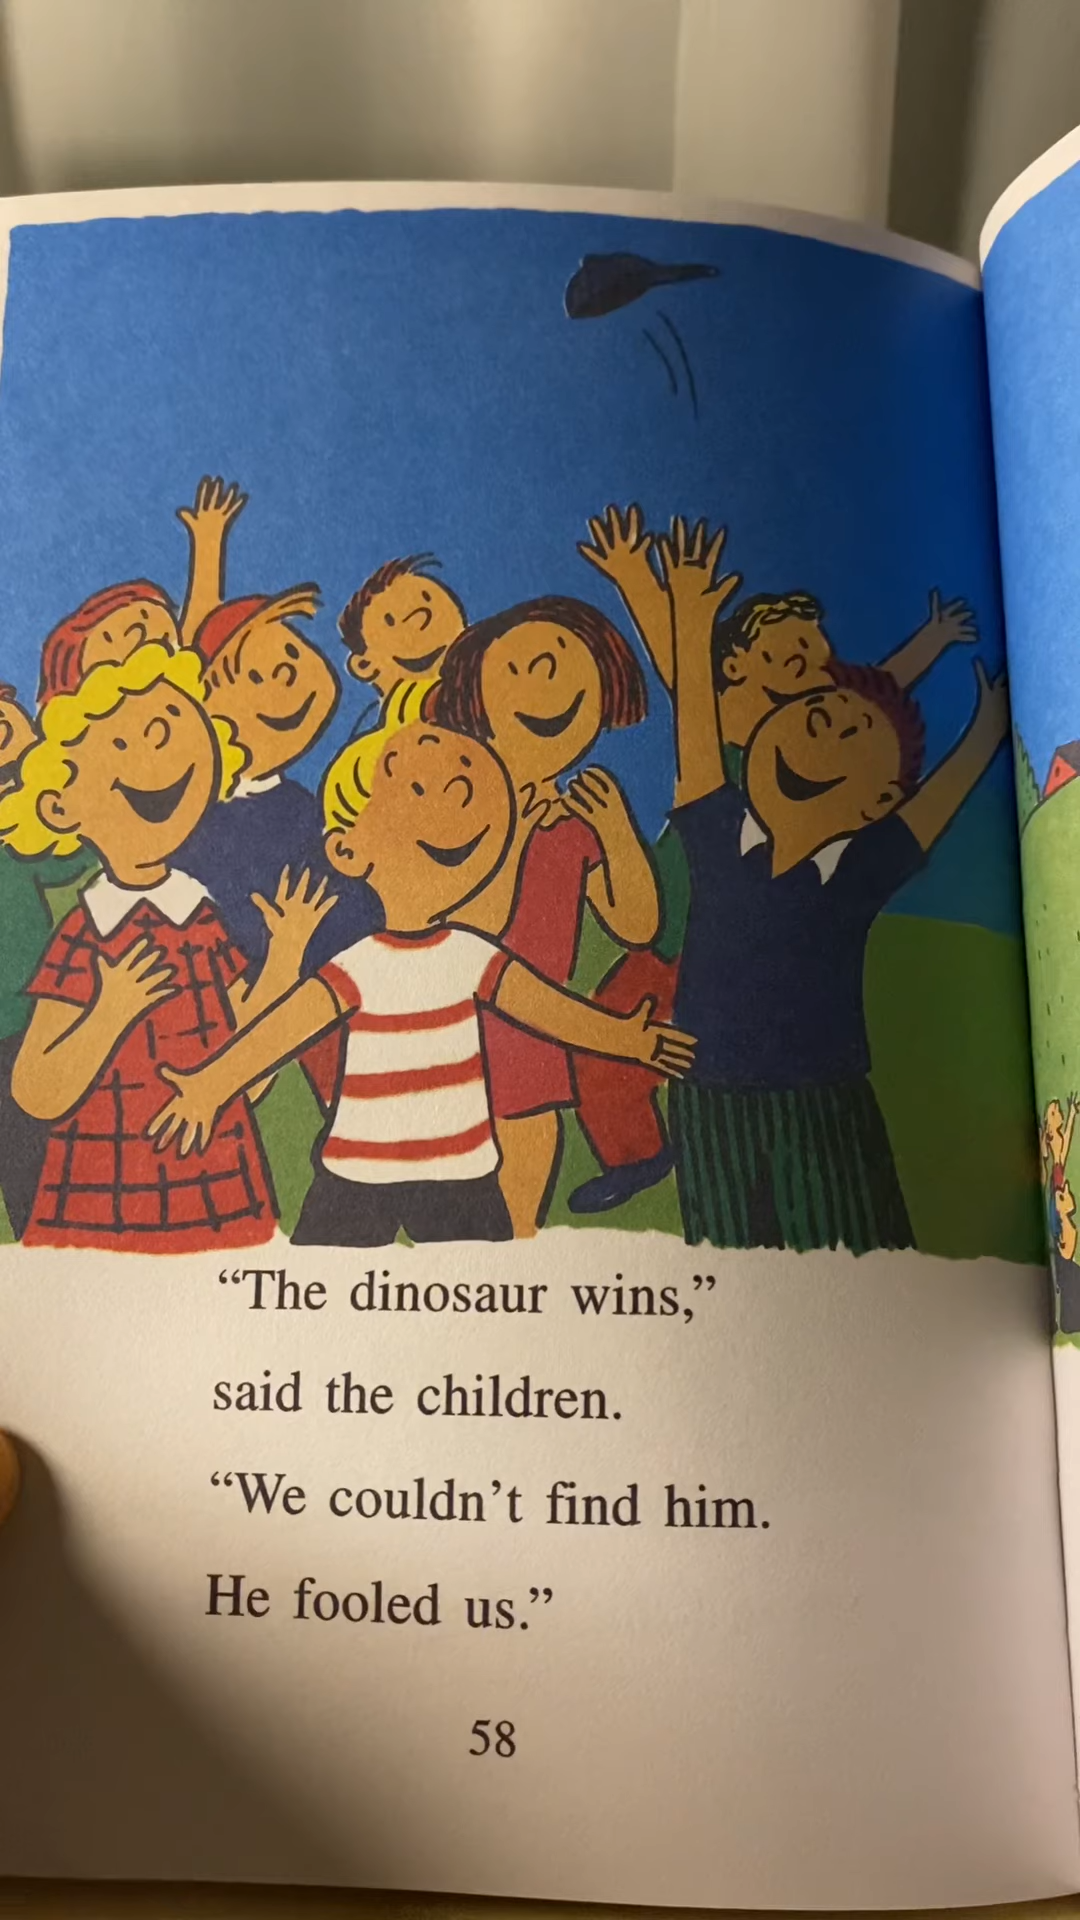 “The dinosaur wins,”
said the children.
“We couldn’t find him.
He fooled us.”
58